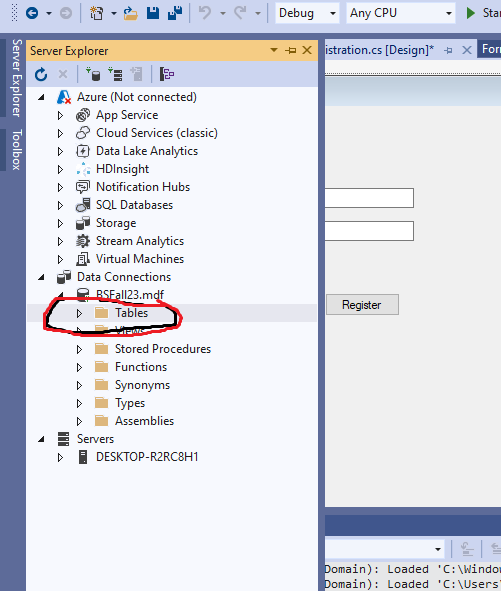 Debug
Any CPU
Star
Server Explorer
Toolbox
Server Explorer
istration.cs [Design]*
For
Azure (Not connected)
App Service
Cloud Services (classic)
Data Lake Analytics
HDInsight
Notification Hubs
SQL Databases
Storage
Stream Analytics
Virtual Machines
Data Connections
BSFall23.mdf
Tables
Views
Stored Procedures
Functions
Synonyms
Types
Assemblies
Servers
DESKTOP-R2RC8H1
Register
Domain): Loaded 'C:\Window
Domain): Loaded 'C:\Users\